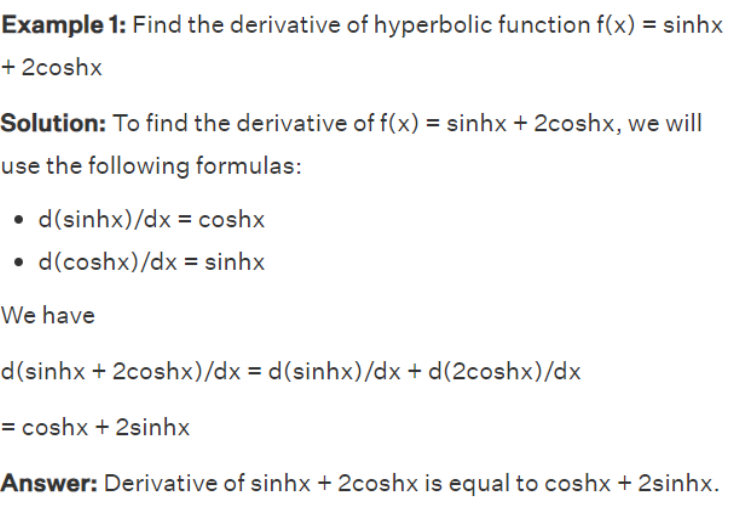 Example 1: Find the derivative of hyperbolic function f(x) = sinhx
+ 2coshx
Solution: To find the derivative of f(x) = sinhx + 2coshx, we will
use the following formulas:
• d(sinhx)/dx = coshx
• d(coshx)/dx = sinhx
We have
d(sinhx + 2coshx)/dx = d(sinhx)/dx + d(2coshx)/dx
= coshx + 2sinhx
Answer: Derivative of sinhx + 2coshx is equal to coshx + 2sinhx.